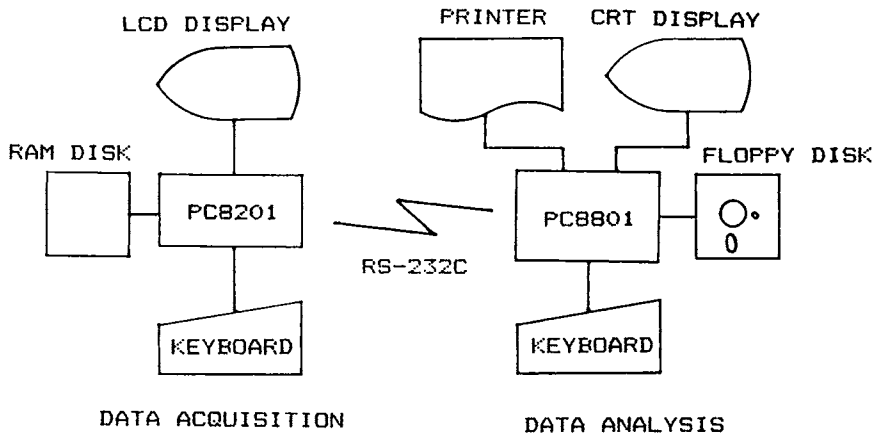 LCD DISPLAY
PRINTER
CRT DISPLAY
RAM DISK
FLOPPY DISK
PC8201
PC8801
RS-232C
KEYBOARD
KEYBOARD
DATA ACQUISITION
DATA ANALYSIS